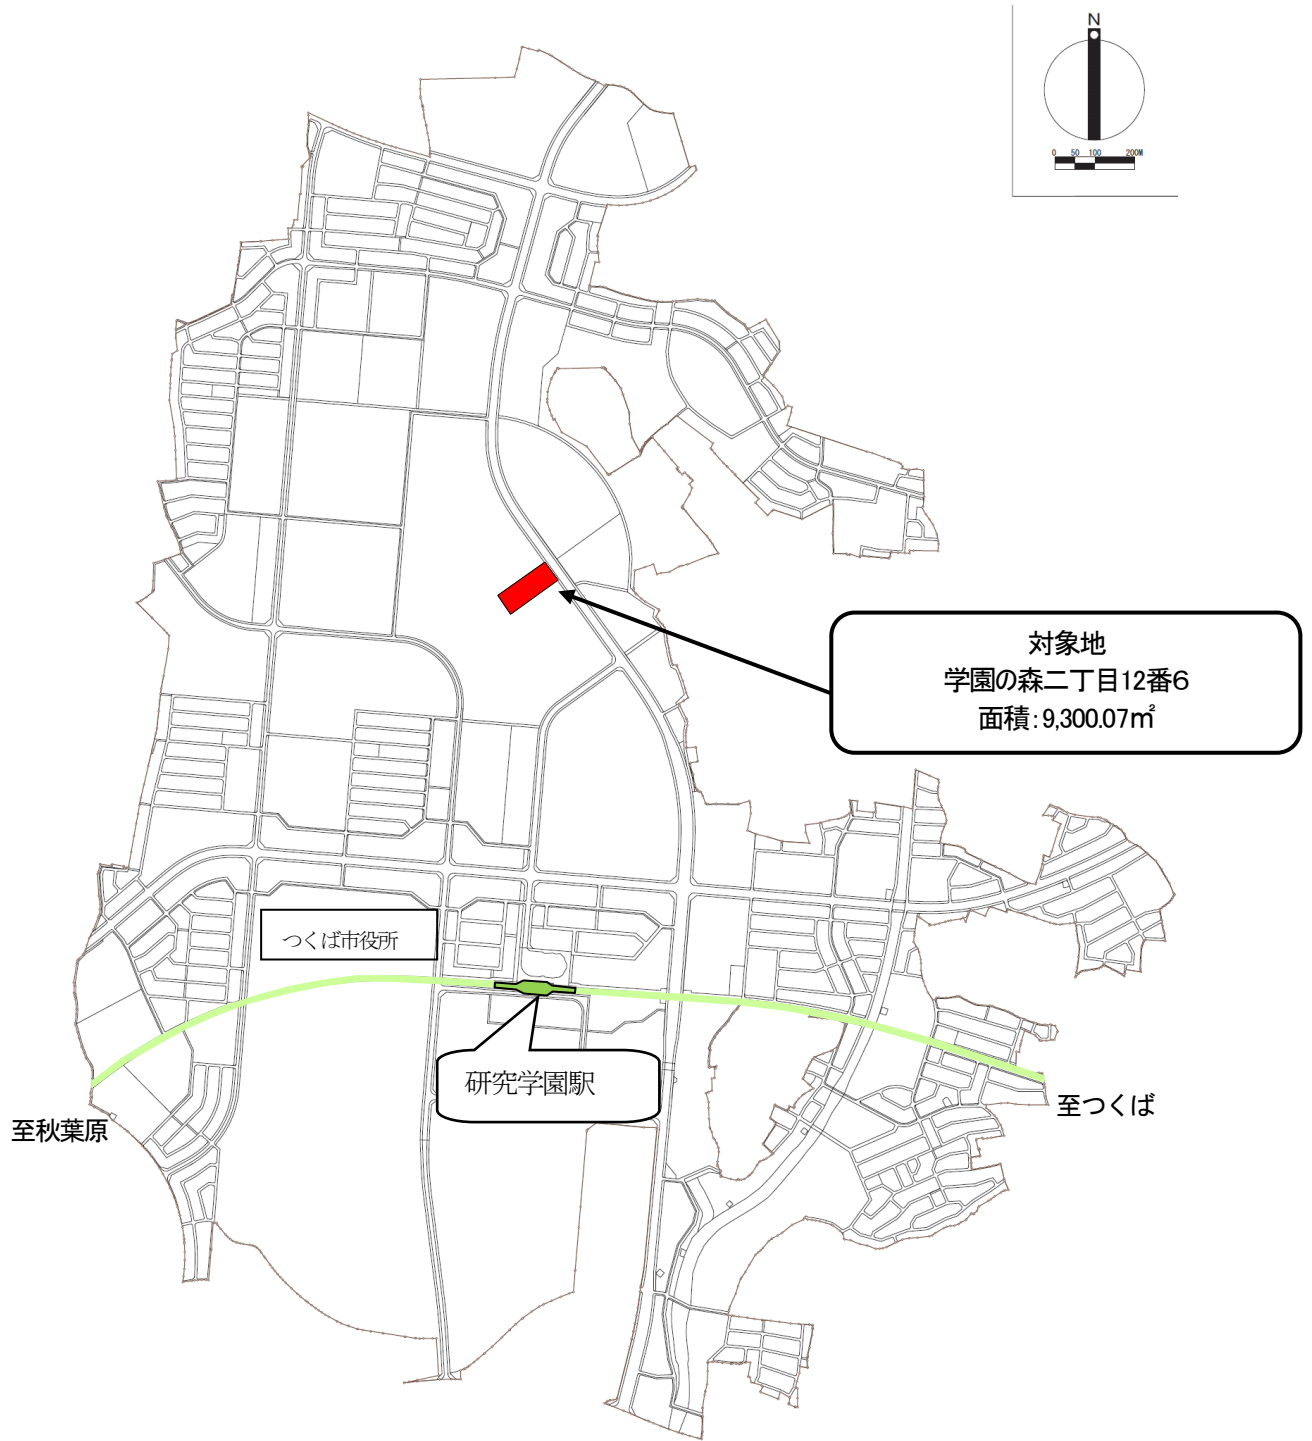 N
0 50 100 200M
対象地
学園の森二丁目12番6
面積：9,300.07㎡
つくば市役所
研究学園駅
至秋葉原
至つくば